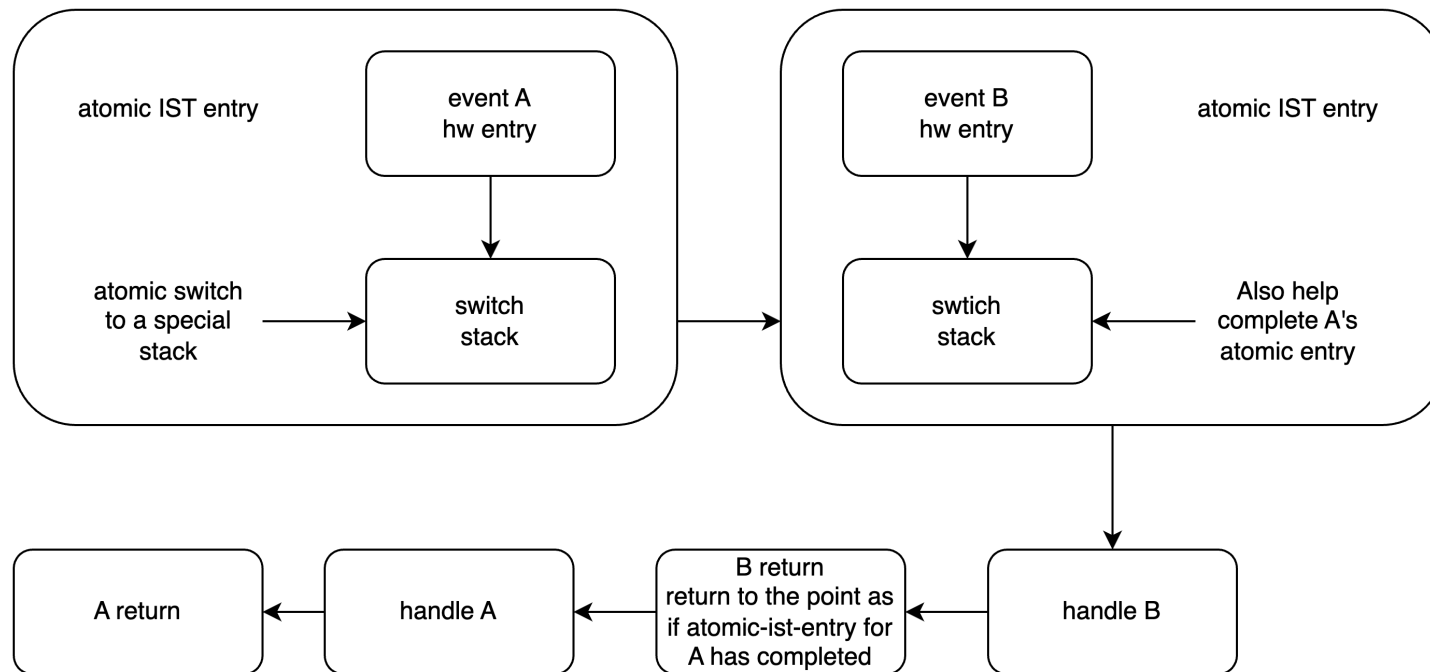 atomic IST entry
event A
hw entry
atomic switch
to a special
stack
switch
stack
event B
hw entry
atomic IST entry
swtich
stack
Also help
complete A's
atomic entry
handle B
B return
return to the point as
if atomic-ist-entry for
A has completed
handle A
A return